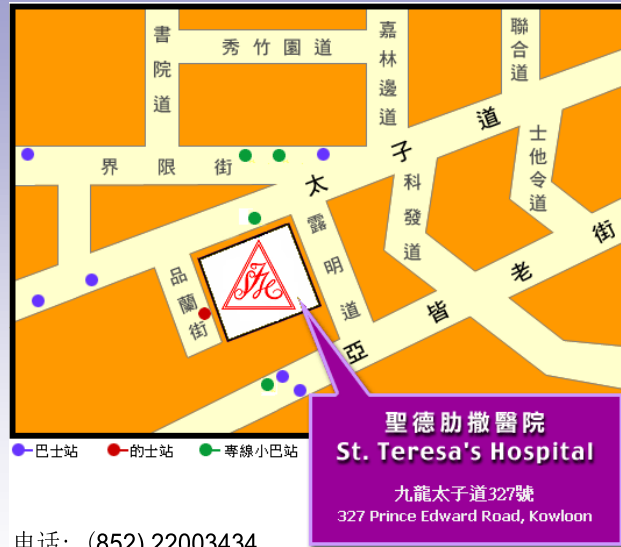 書院道
秀竹園道
嘉林邊道
聯合道
界限街
太子道
士他令道
科發道
露明道
品蘭街
亞皆老街
STH
巴士站
的士站
專線小巴站
聖德肋撒醫院
St. Teresa's Hospital
九龍太子道327號
327 Prince Edward Road, Kowloon
电话: (852) 22003434